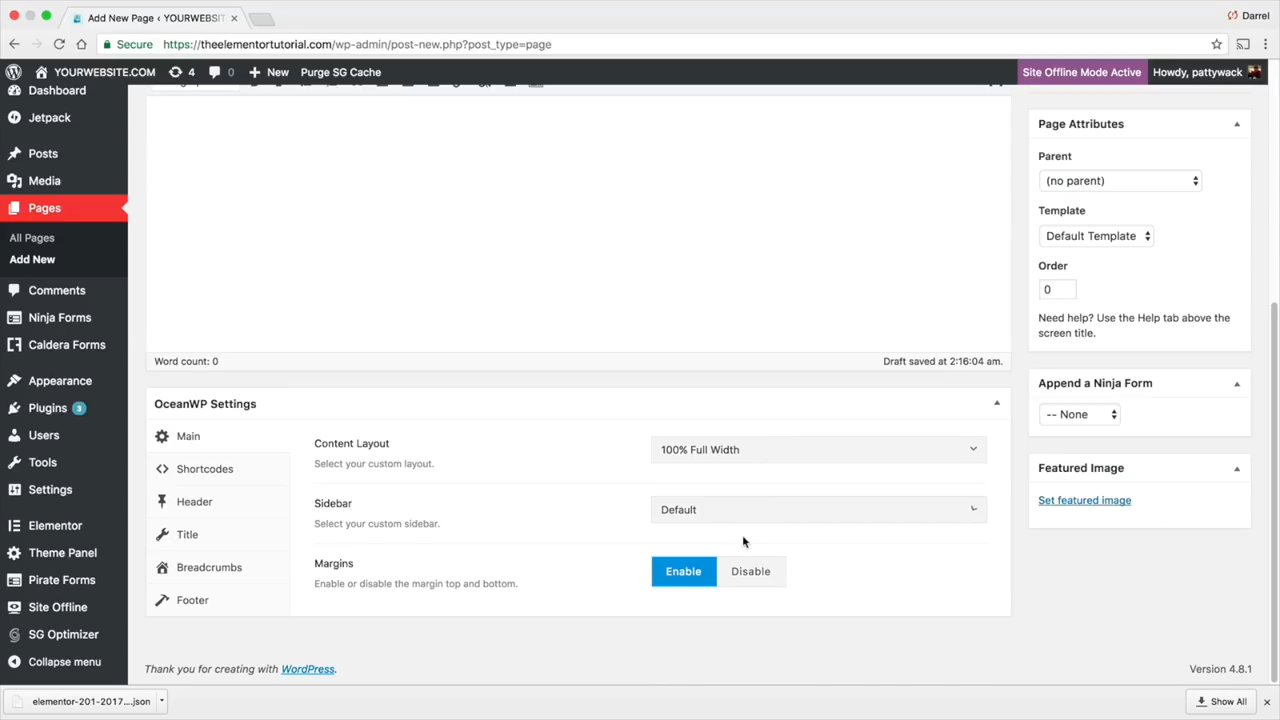 Add New Page ‹ YOURWEBSIT
Darrel
Secure
https://theelementortutorial.com/wp-admin/post-new.php?post_type=page
YOURWEBSITE.COM
4
0
New
Purge SG Cache
Site Offline Mode Active
Howdy, pattywack
Dashboard
Jetpack
Posts
Media
Pages
All Pages
Add New
Comments
Ninja Forms
Caldera Forms
Appearance
Plugins 3
Users
Tools
Settings
Elementor
Theme Panel
Pirate Forms
Site Offline
SG Optimizer
Collapse menu
Word count: 0
Draft saved at 2:16:04 am.
OceanWP Settings
Main
Shortcodes
Header
Title
Breadcrumbs
Footer
Content Layout
Select your custom layout.
100% Full Width
Sidebar
Select your custom sidebar.
Default
Margins
Enable or disable the margin top and bottom.
Enable
Disable
Page Attributes
Parent
(no parent)
Template
Default Template
Order
0
Need help? Use the Help tab above the
screen title.
Append a Ninja Form
-- None
Featured Image
Set featured image
Thank you for creating with WordPress.
Version 4.8.1
elementor-201-2017....json
Show All